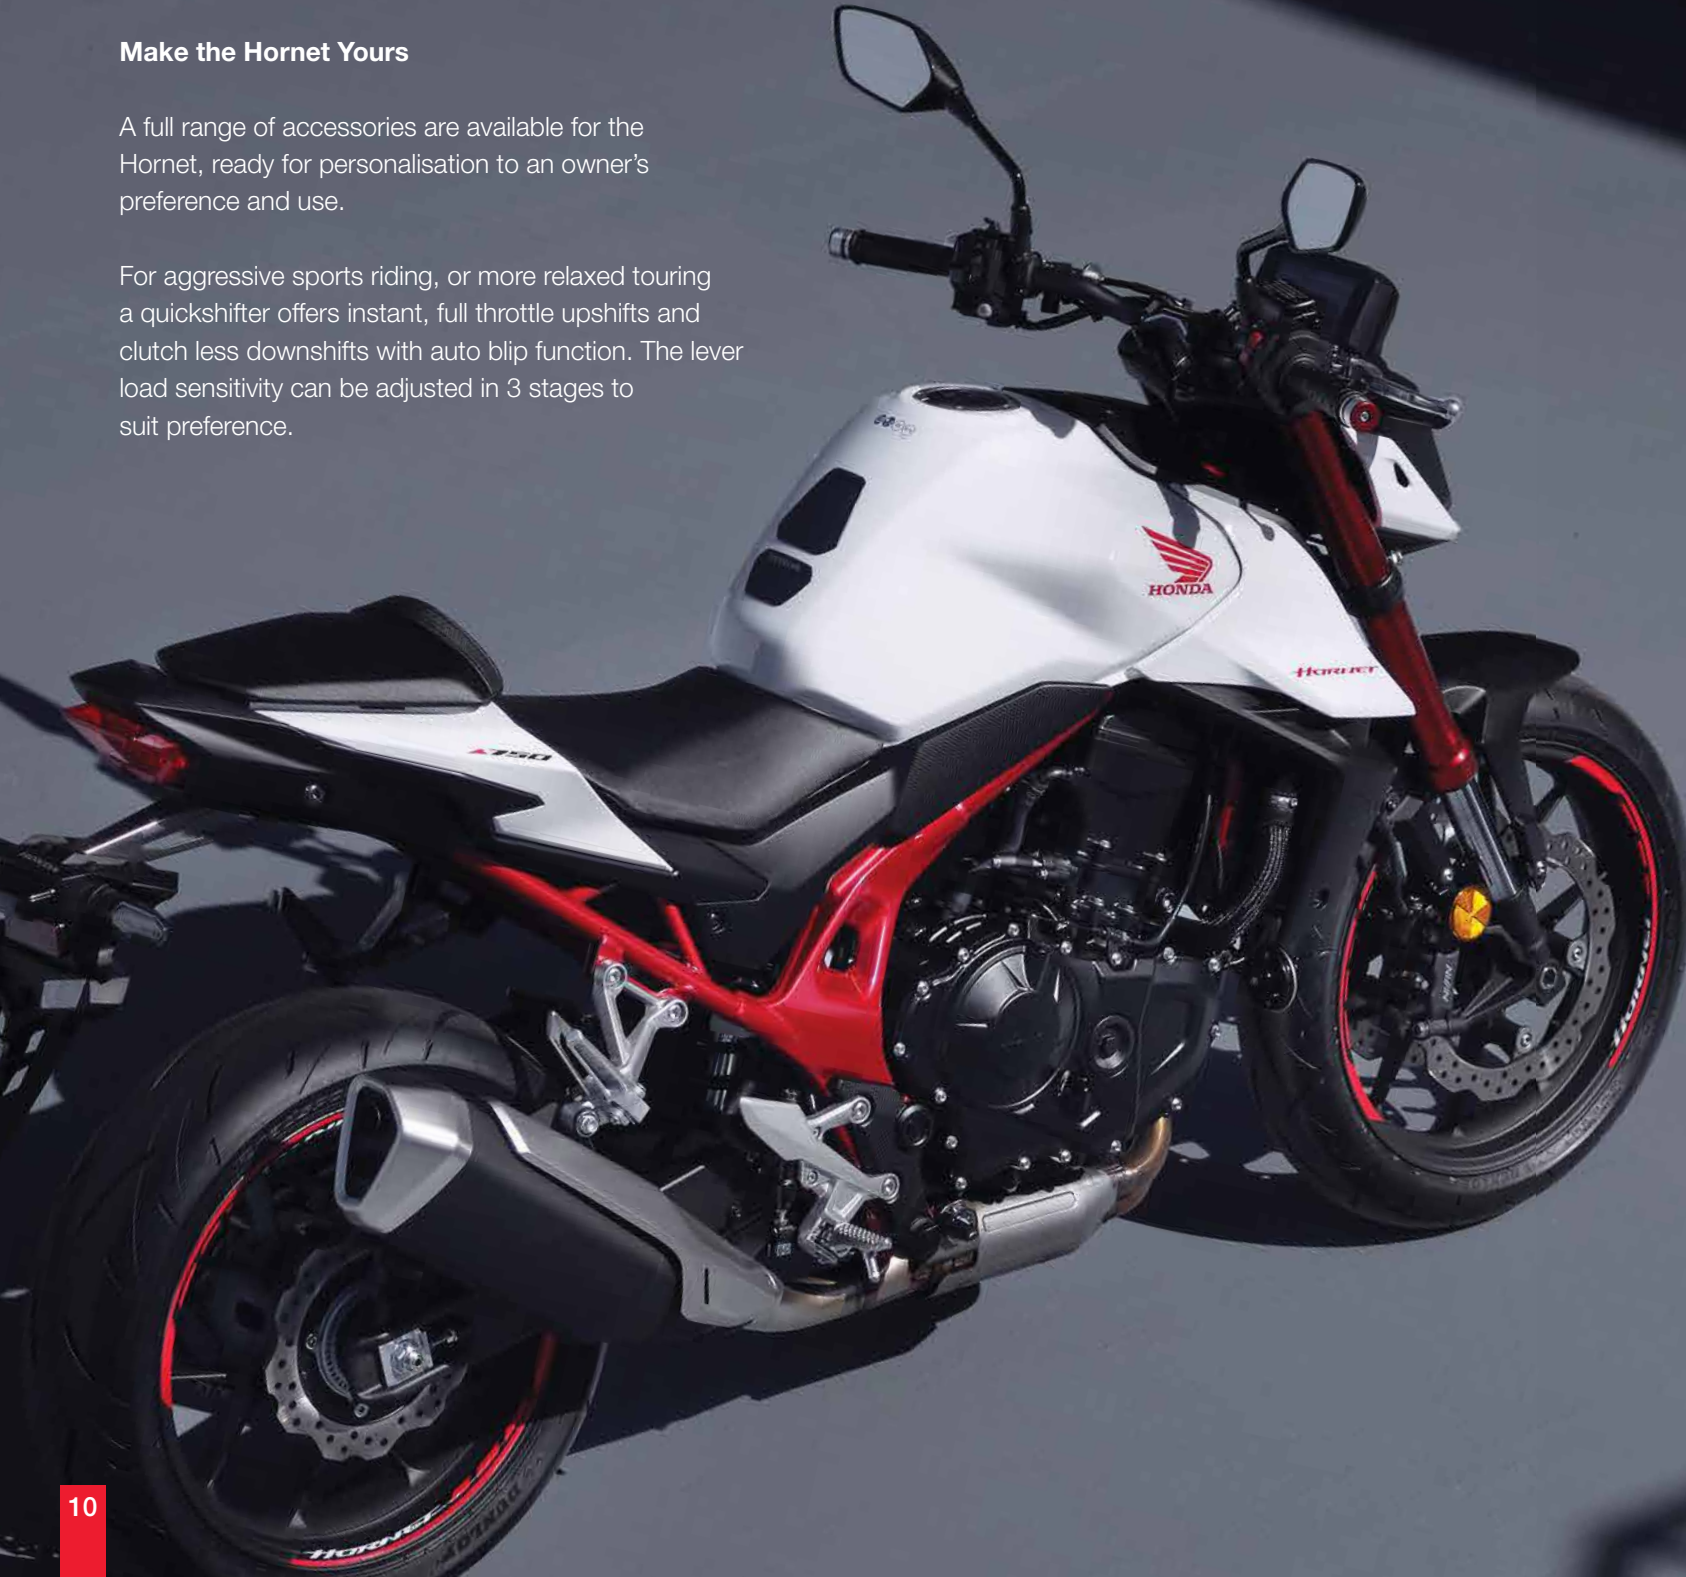 Make the Hornet Yours
A full range of accessories are available for the
Hornet, ready for personalisation to an owner’s
preference and use.
For aggressive sports riding, or more relaxed touring
a quickshifter offers instant, full throttle upshifts and
clutch less downshifts with auto blip function. The lever
load sensitivity can be adjusted in 3 stages to
suit preference.
HONDA
HORNET
750
NISSIN
HORNET
HORNET
DUNLOP
10